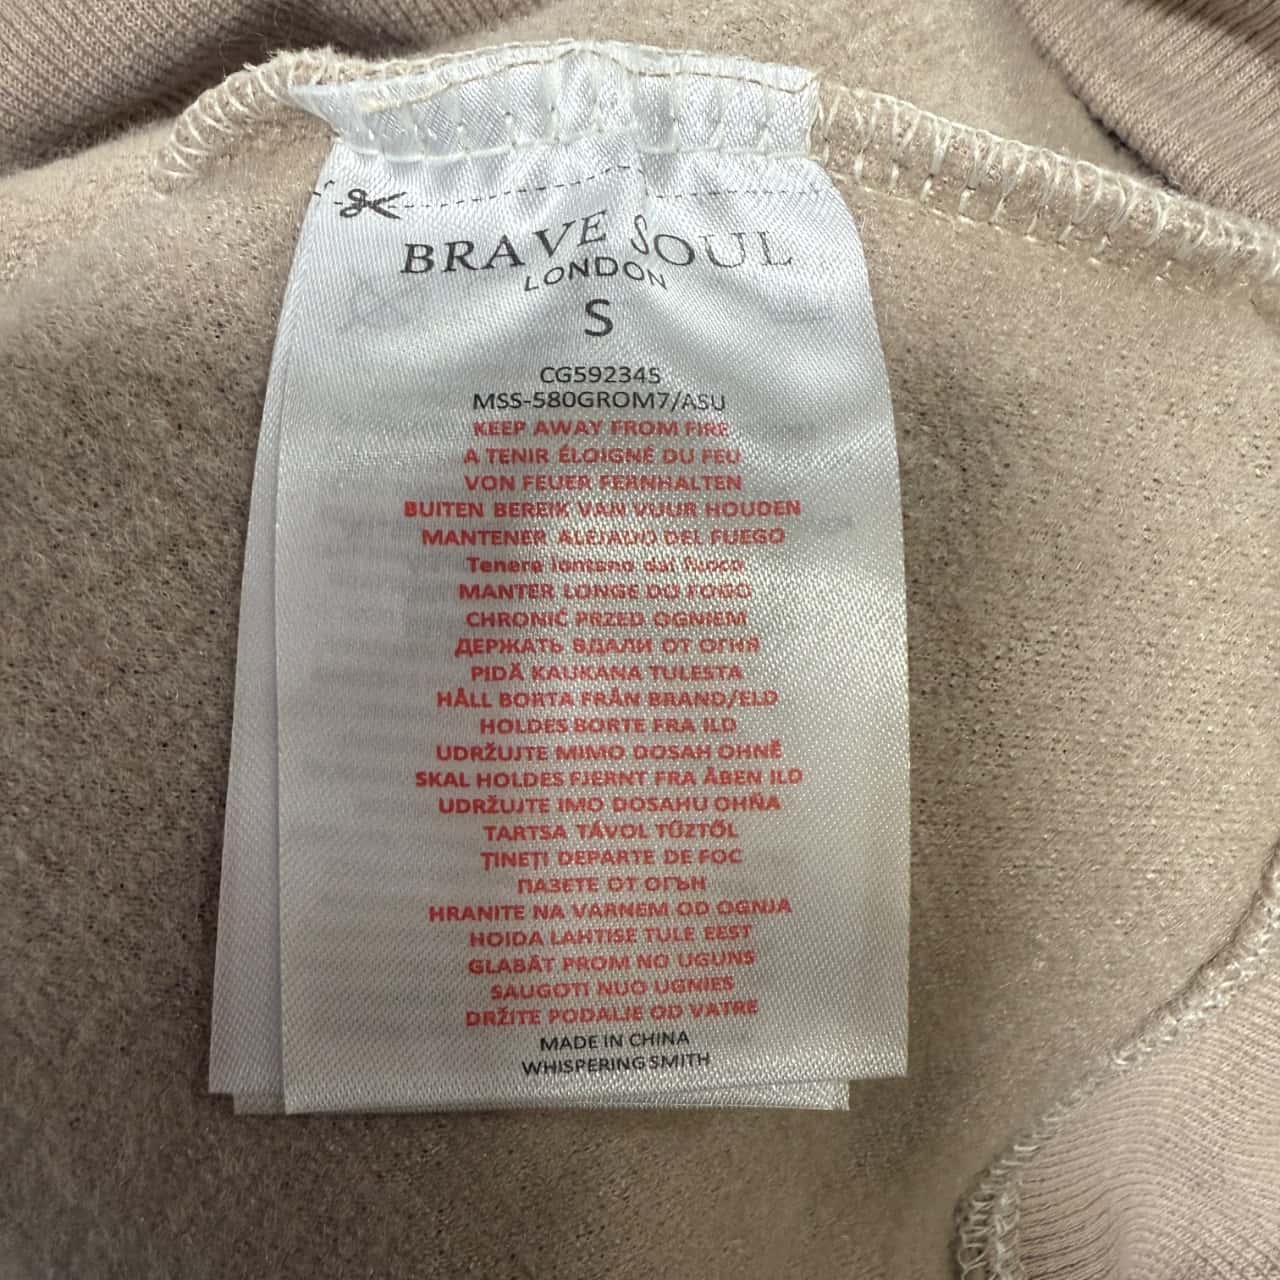 BRAVE SOUL
LONDON
S
CG592345
MSS-580GROM7/ASU
KEEP AWAY FROM FIRE
A TENIR ÉLOIGNÉ DU FEU
VON FEUER FERNHALTEN
BUITEN BEREIK VAN VUUR HOUDEN
MANTENER ALEJADO DEL FUEGO
Tenere lontano dal fuoco
MANTER LONGE DO FOGO
CHRONIĆ PRZED OGNIEM
ДЕРЖАТЬ ВДАЛИ ОТ ОГНЯ
PIDÄ KAUKANA TULESTA
HÅLL BORTA FRÅN BRAND/ELD
HOLDES BORTE FRA ILD
UDRŽUJTE MIMO DOSAH OHNĚ
SKAL HOLDES FJERNT FRA ÅBEN ILD
UDRŽUJTE IMO DOSAHU OHŇA
TARTSA TÁVOL TŰZTŐL
ȚINEȚI DEPARTE DE FOC
ПАЗЕТЕ ОТ ОГЪН
HRANITE NA VARNEM OD OGNJA
HOIDA LAHTISE TULE EEST
GLABĀT PROM NO UGUNS
SAUGOTI NUO UGNIES
DRŽITE PODALJE OD VATRE
MADE IN CHINA
WHISPERING SMITH